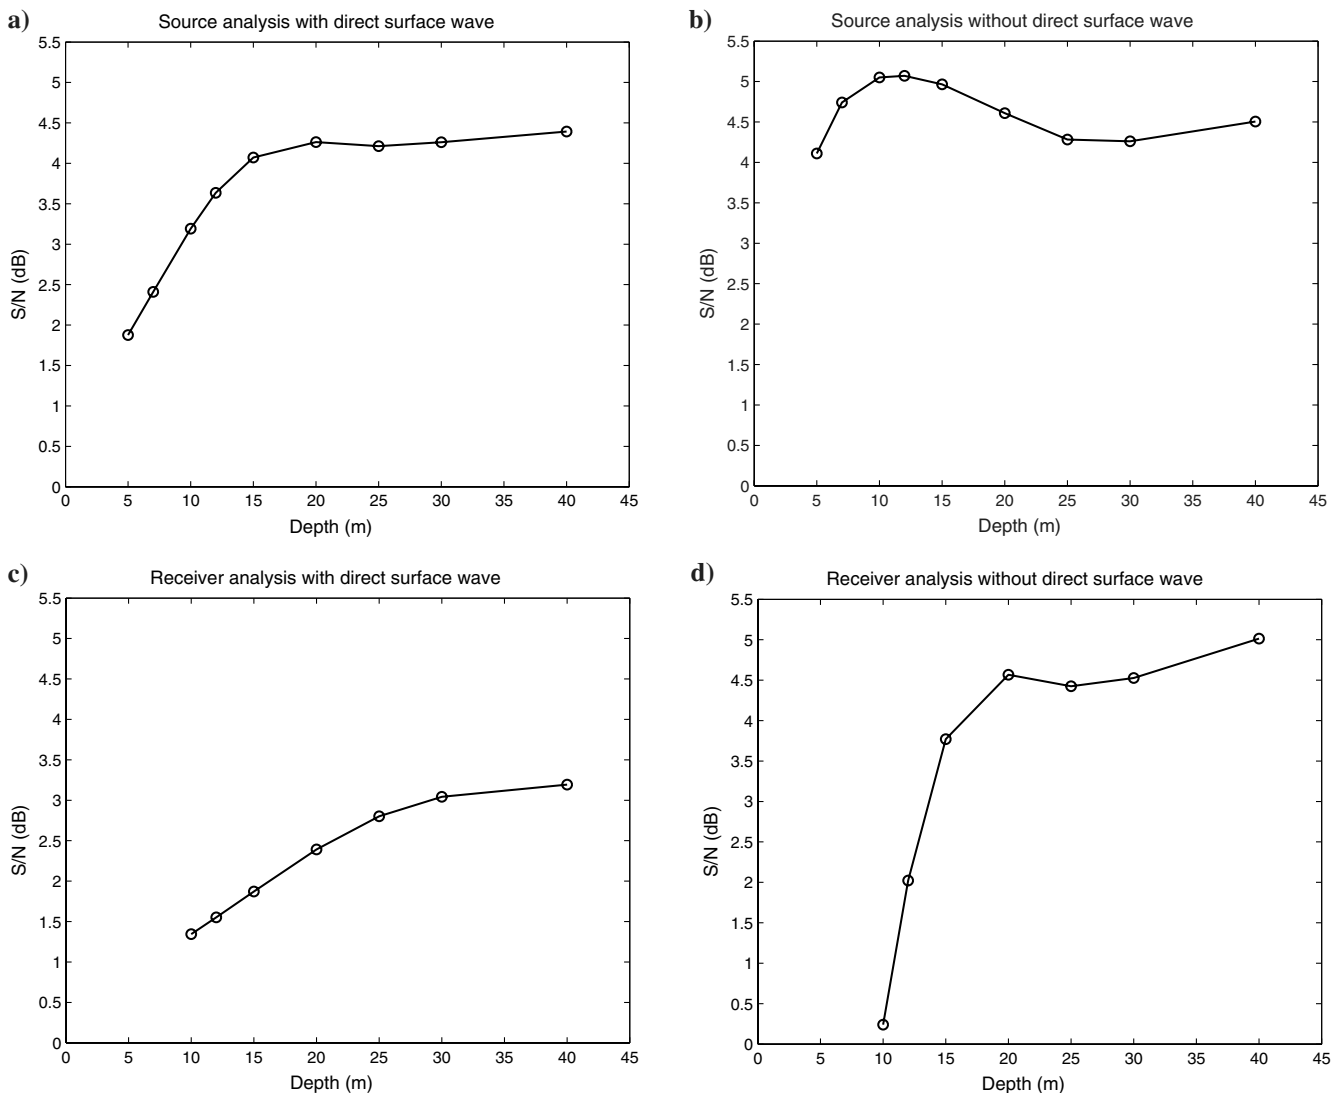 a)
Source analysis with direct surface wave
5.5
5
4.5
4
3.5
3
2.5
2
1.5
1
0.5
0
S/N (dB)
0 5 10 15 20 25 30 35 40 45
Depth (m)
b)
Source analysis without direct surface wave
5.5
5
4.5
4
3.5
3
2.5
2
1.5
1
0.5
0
S/N (dB)
0 5 10 15 20 25 30 35 40 45
Depth (m)
c)
Receiver analysis with direct surface wave
5.5
5
4.5
4
3.5
3
2.5
2
1.5
1
0.5
0
S/N (dB)
0 5 10 15 20 25 30 35 40 45
Depth (m)
d)
Receiver analysis without direct surface wave
5.5
5
4.5
4
3.5
3
2.5
2
1.5
1
0.5
0
S/N (dB)
0 5 10 15 20 25 30 35 40 45
Depth (m)